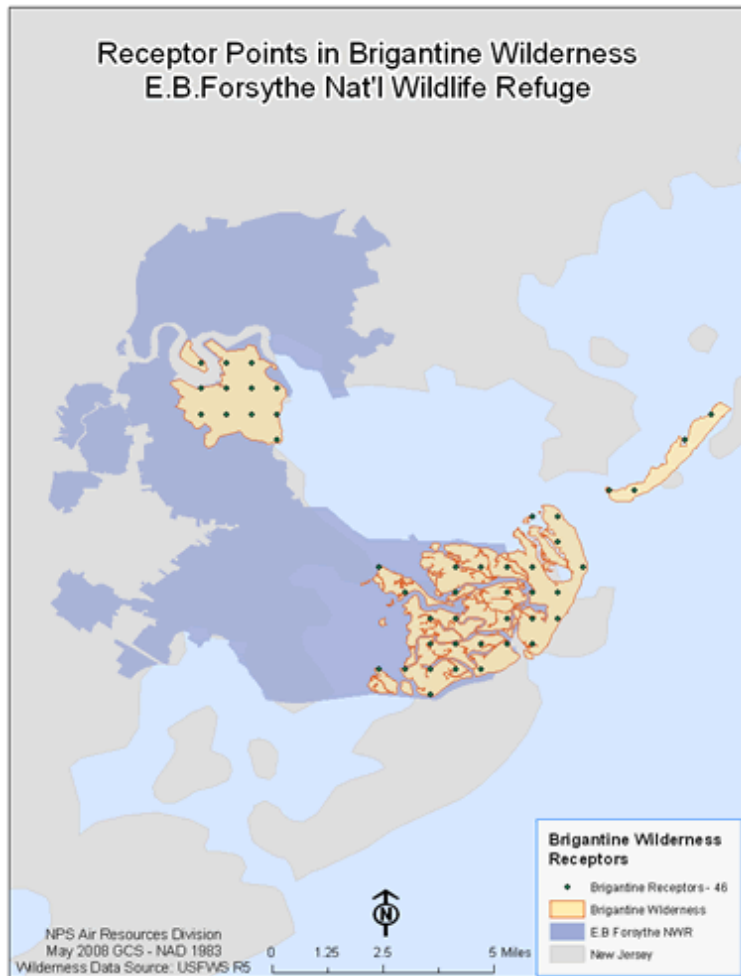 Receptor Points in Brigantine Wilderness
E.B.Forsythe Nat'l Wildlife Refuge
Brigantine Wilderness
Receptors
Brigantine Receptors - 46
Brigantine Wilderness
E.B Forsythe NWR
New Jersey
N
NPS Air Resources Division
May 2008 GCS - NAD 1983
Wilderness Data Source: USFWS R5
0 1.25 2.5 5 Miles